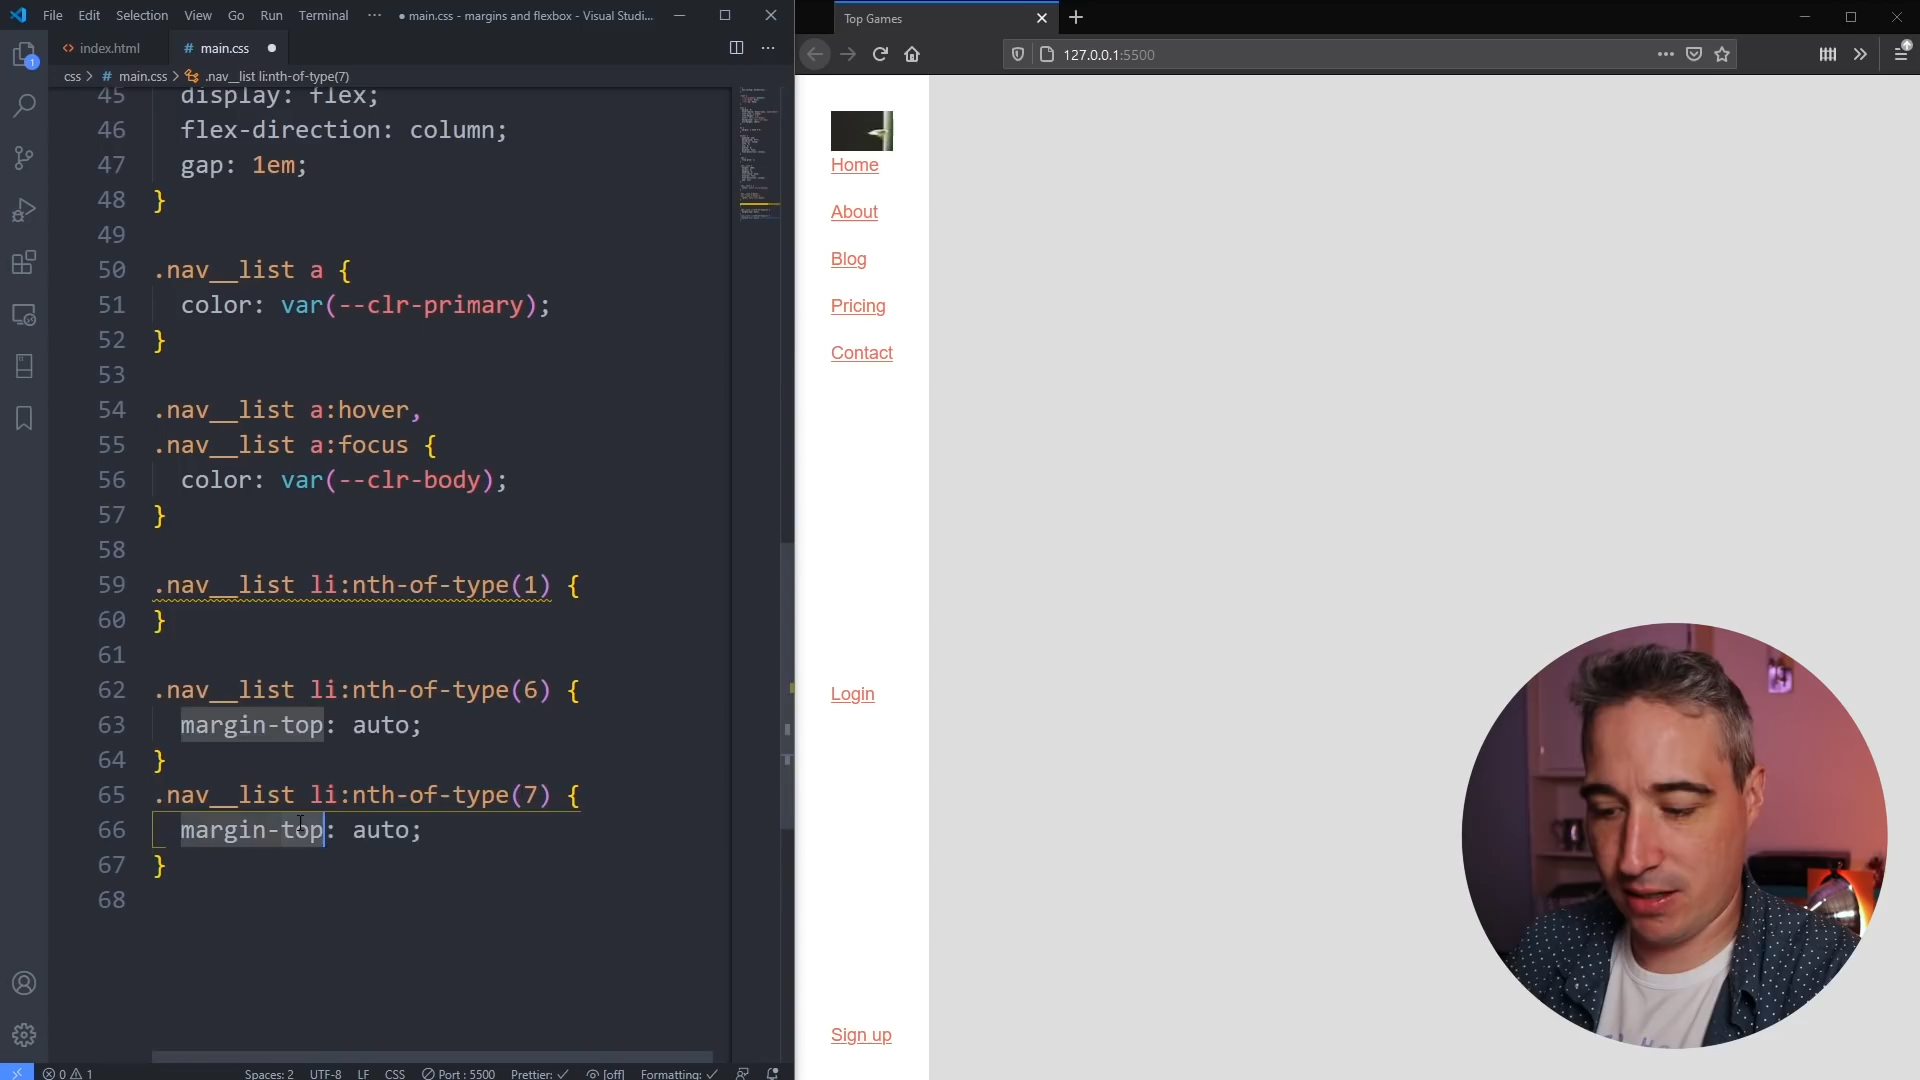 File Edit Selection View Go Run Terminal ··· ● main.css - margins and flexbox - Visual Studi...
<> index.html # main.css ●
css > # main.css > .nav__list li:nth-of-type(7)
45 display: flex;
46 flex-direction: column;
47 gap: 1em;
48 }
49
50 .nav__list a {
51 color: var(--clr-primary);
52 }
53
54 .nav__list a:hover,
55 .nav__list a:focus {
56 color: var(--clr-body);
57 }
58
59 .nav__list li:nth-of-type(1) {
60 }
61
62 .nav__list li:nth-of-type(6) {
63 margin-top: auto;
64 }
65 .nav__list li:nth-of-type(7) {
66 margin-top: auto;
67 }
68
1
0 1 Spaces: 2 UTF-8 LF CSS Port : 5500 Prettier: ✓ [off] Formatting: ✓
Top Games
127.0.0.1:5500
Home
About
Blog
Pricing
Contact
Login
Sign up